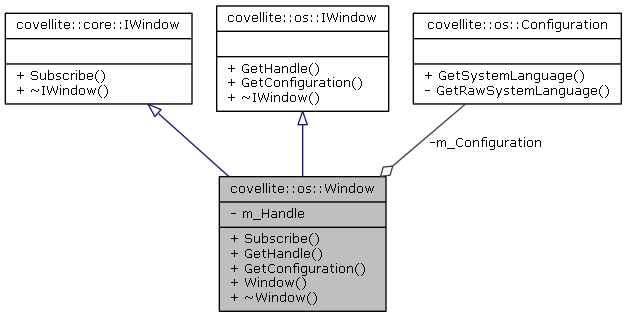 covellite::core::IWindow
+ Subscribe()
+ ~IWindow()
covellite::os::IWindow
+ GetHandle()
+ GetConfiguration()
+ ~IWindow()
covellite::os::Configuration
+ GetSystemLanguage()
- GetRawSystemLanguage()
-m_Configuration
covellite::os::Window
- m_Handle
+ Subscribe()
+ GetHandle()
+ GetConfiguration()
+ Window()
+ ~Window()